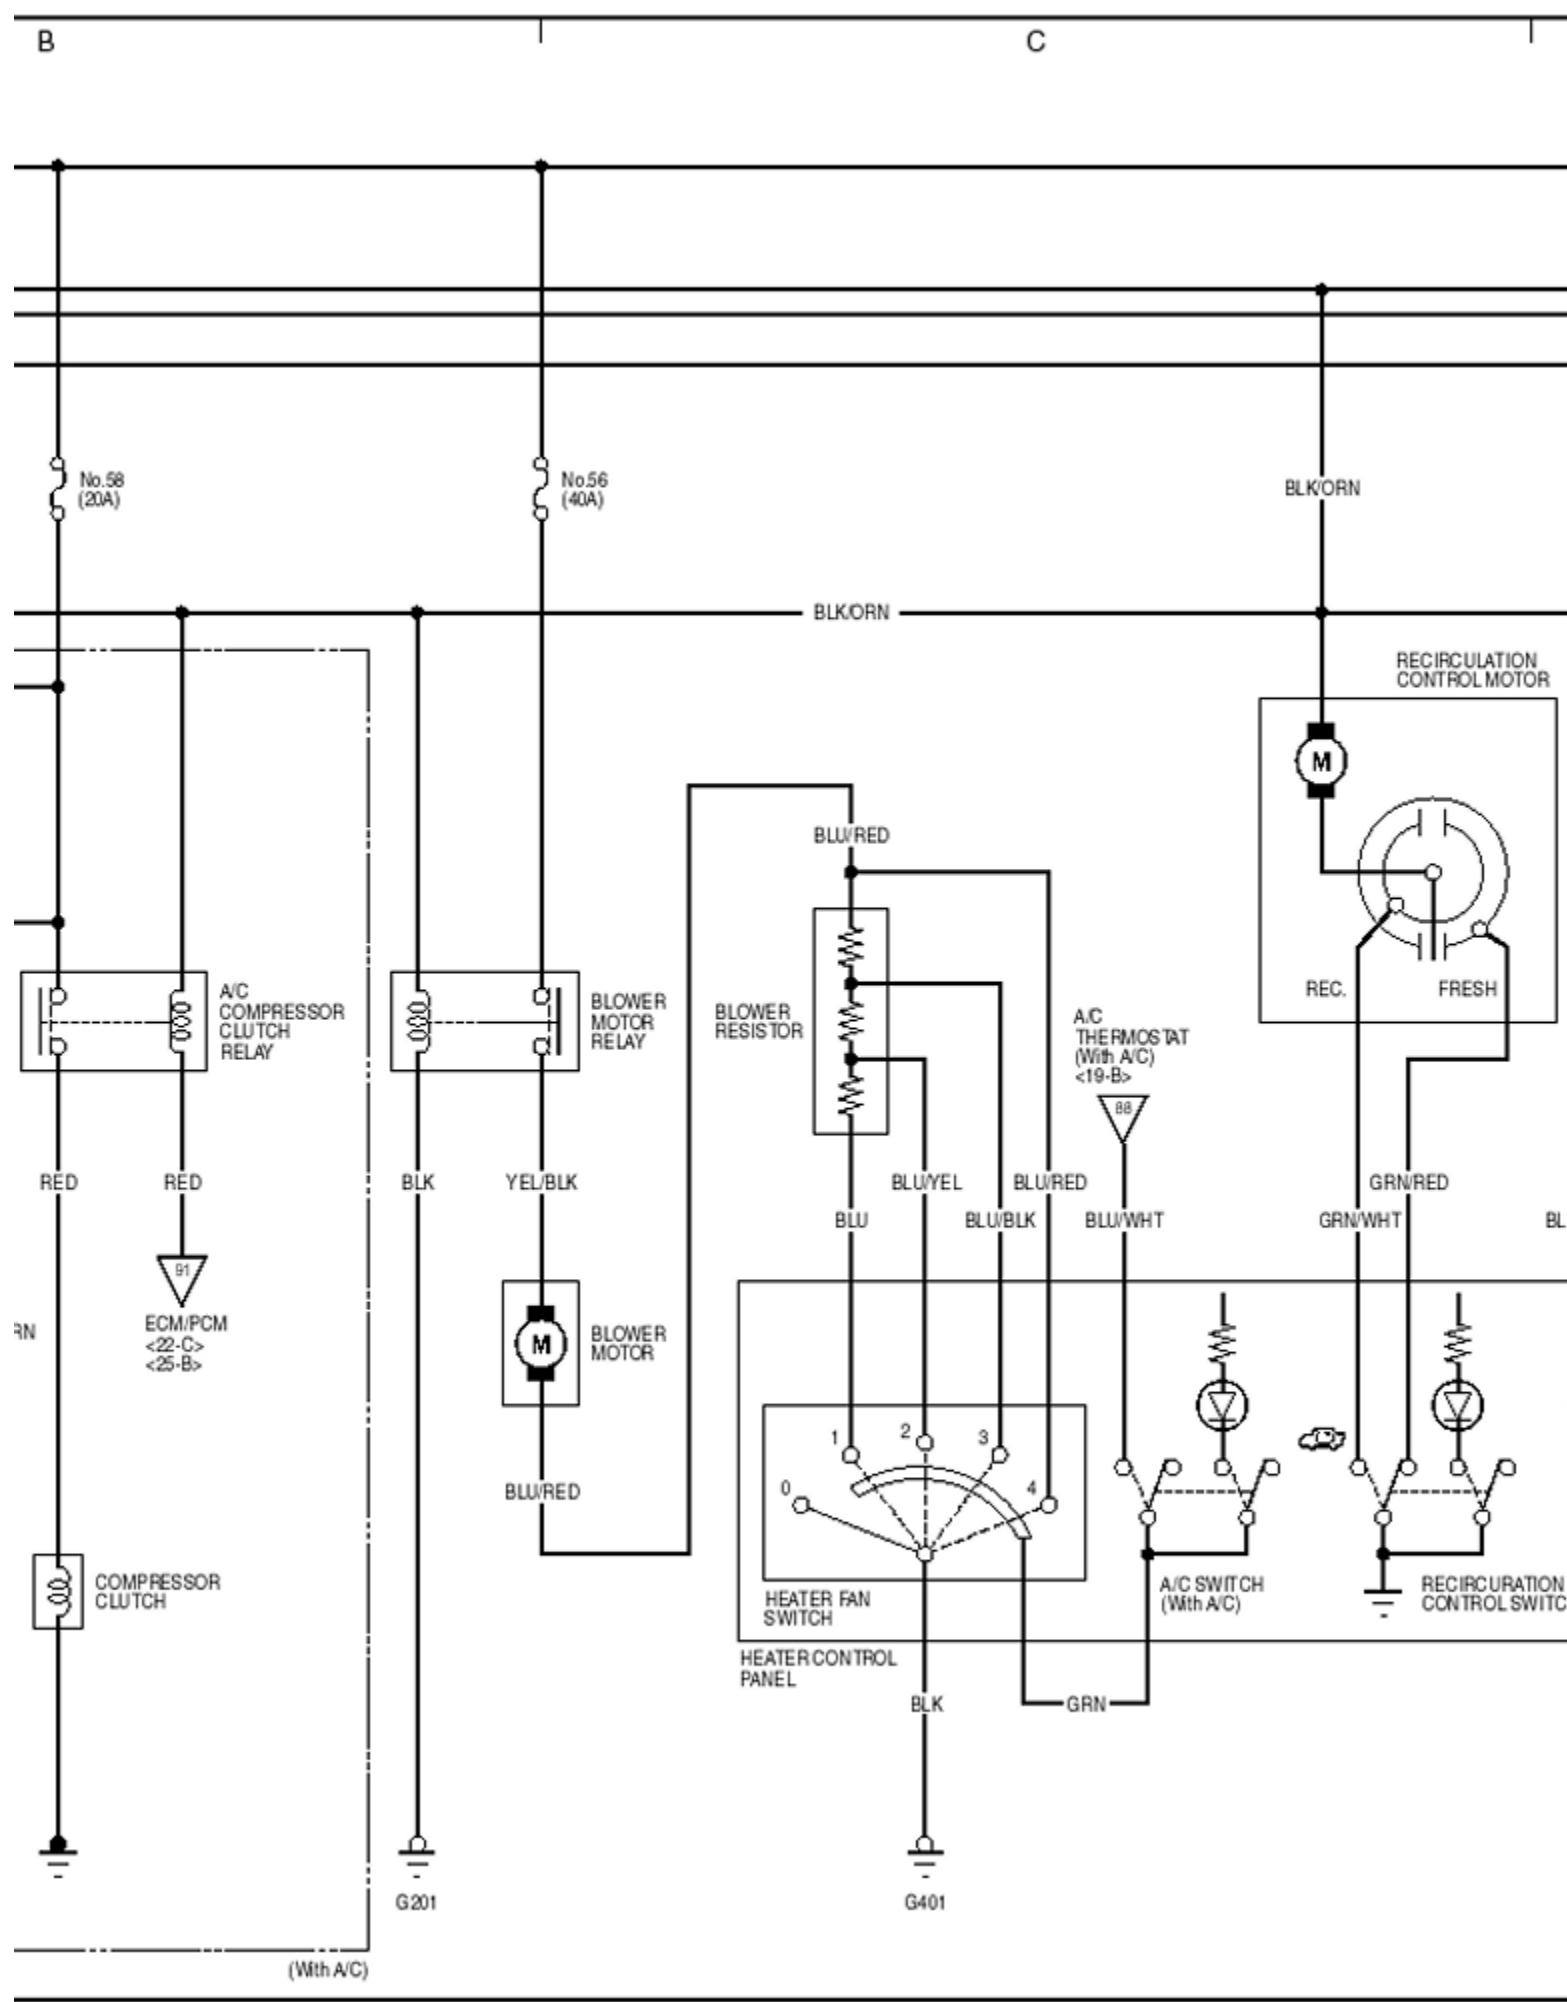 B
C
No.58
(20A)
No.56
(40A)
BLK/ORN
BLK/ORN
RECIRCULATION
CONTROL MOTOR
M
BLU/RED
REC.
FRESH
A/C
COMPRESSOR
CLUTCH
RELAY
BLOWER
MOTOR
RELAY
BLOWER
RESISTOR
A/C
THERMOSTAT
(With A/C)
<19-B>
88
RED
RED
BLK
YEL/BLK
BLU/YEL
BLU/RED
GRN/RED
BLU
BLU/BLK
BLU/WHT
GRN/WHT
BL
91
ECM/PCM
<22-C>
<25-B>
RN
M
BLOWER
MOTOR
1
2
3
0
4
BLU/RED
COMPRESSOR
CLUTCH
HEATER FAN
SWITCH
A/C SWITCH
(With A/C)
RECIRCURATION
CONTROL SWITC
HEATER CONTROL
PANEL
BLK
GRN
G201
G401
(With A/C)